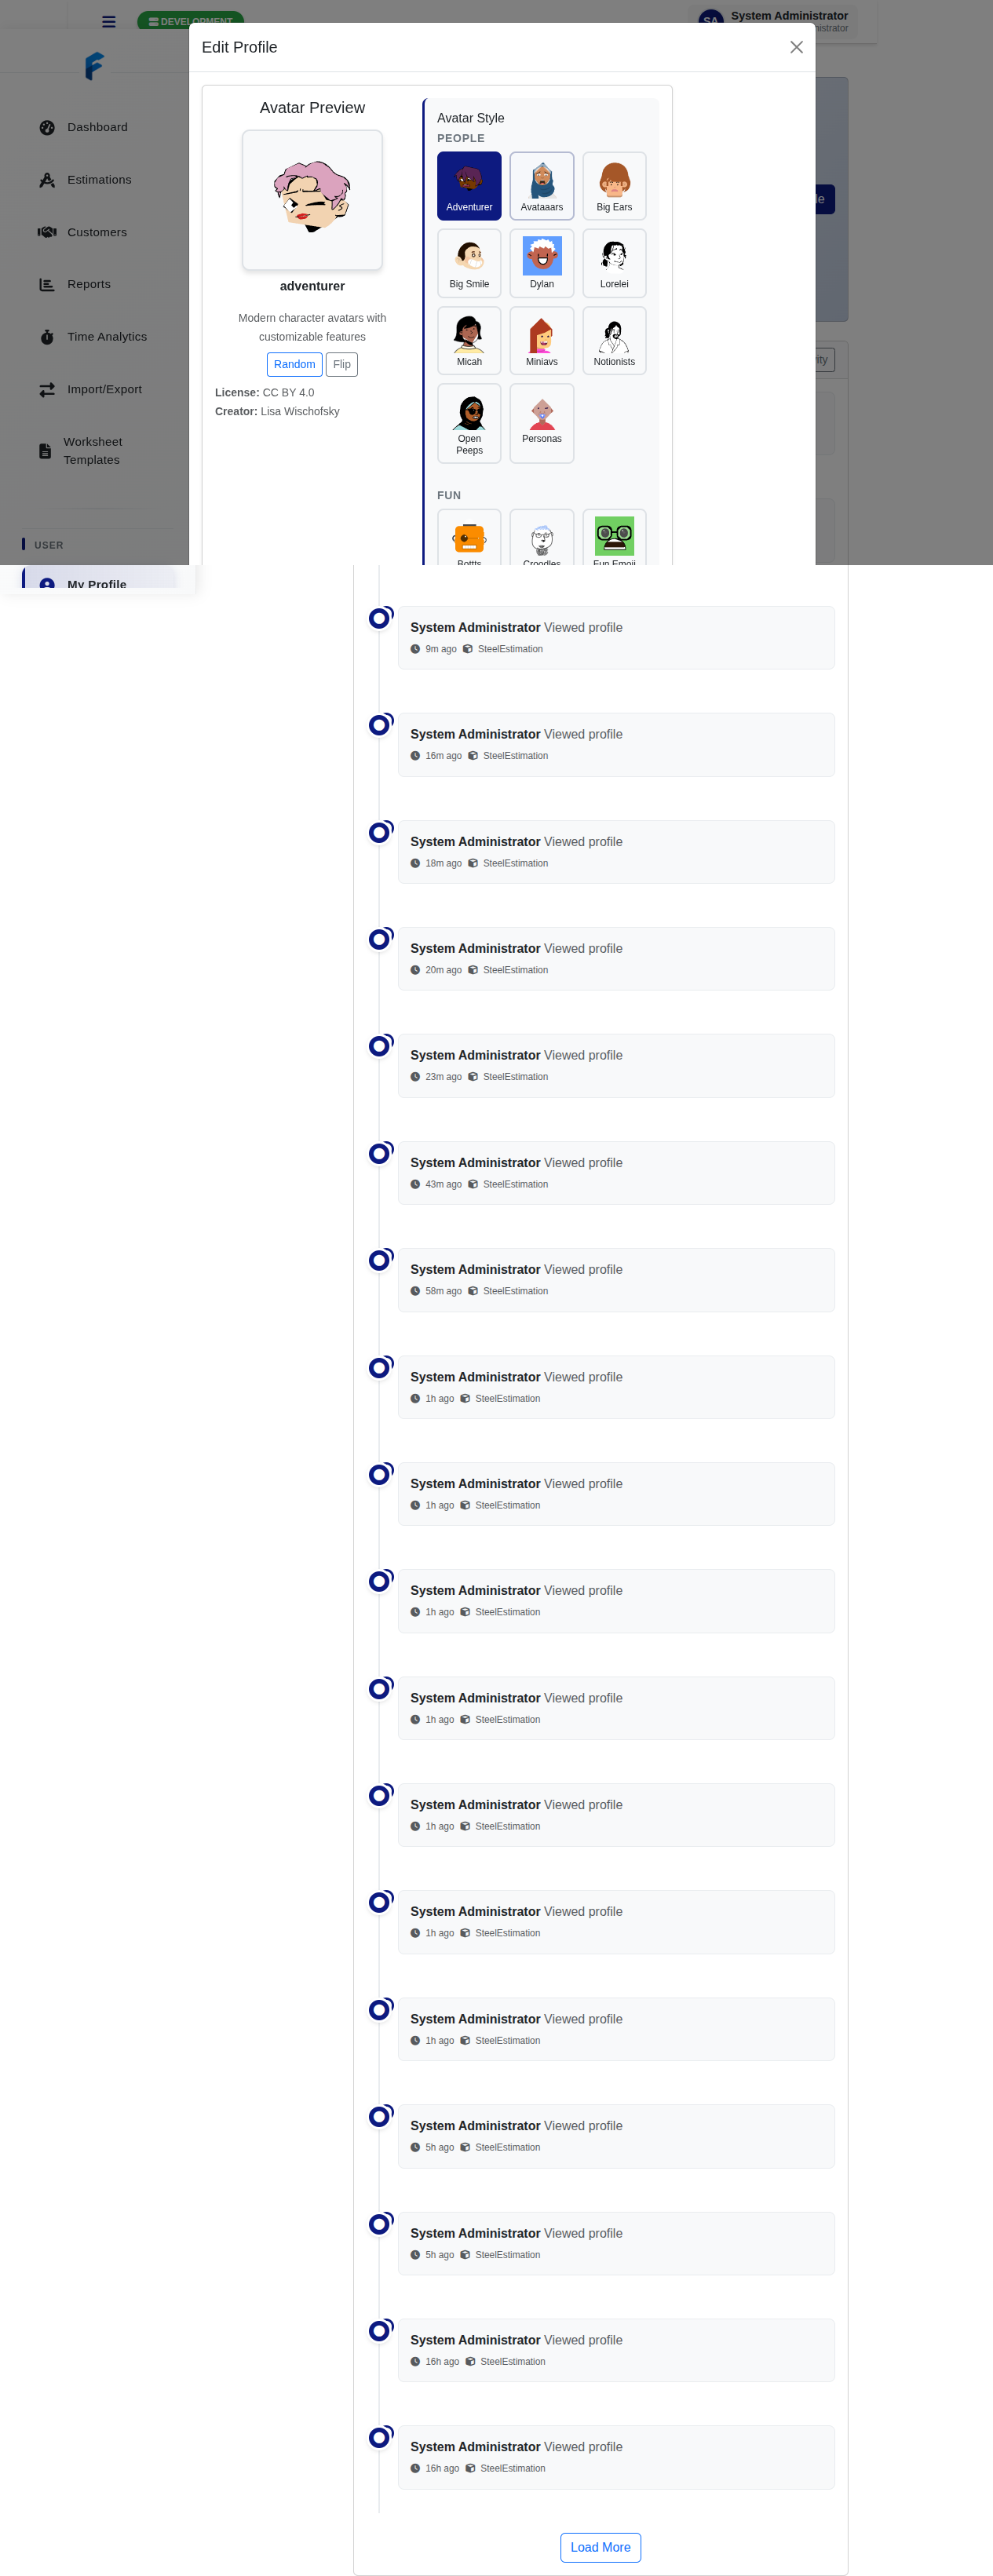 DEVELOPMENT
SA
System Administrator
Edit Profile
Dashboard
Estimations
Customers
Reports
Time Analytics
Import/Export
Worksheet
Templates
USER
My Profile
Avatar Preview
adventurer
Modern character avatars with
customizable features
Random
Flip
License: CC BY 4.0
Creator: Lisa Wischofsky
Avatar Style
PEOPLE
Adventurer
Avataaars
Big Ears
Big Smile
Dylan
Lorelei
Micah
Miniavs
Notionists
Open
Peeps
Personas
FUN
Bottts
Croodles
Fun Emoji
System Administrator Viewed profile
9m ago SteelEstimation
System Administrator Viewed profile
16m ago SteelEstimation
System Administrator Viewed profile
18m ago SteelEstimation
System Administrator Viewed profile
20m ago SteelEstimation
System Administrator Viewed profile
23m ago SteelEstimation
System Administrator Viewed profile
43m ago SteelEstimation
System Administrator Viewed profile
58m ago SteelEstimation
System Administrator Viewed profile
1h ago SteelEstimation
System Administrator Viewed profile
1h ago SteelEstimation
System Administrator Viewed profile
1h ago SteelEstimation
System Administrator Viewed profile
1h ago SteelEstimation
System Administrator Viewed profile
1h ago SteelEstimation
System Administrator Viewed profile
1h ago SteelEstimation
System Administrator Viewed profile
1h ago SteelEstimation
System Administrator Viewed profile
5h ago SteelEstimation
System Administrator Viewed profile
5h ago SteelEstimation
System Administrator Viewed profile
16h ago SteelEstimation
System Administrator Viewed profile
16h ago SteelEstimation
Load More